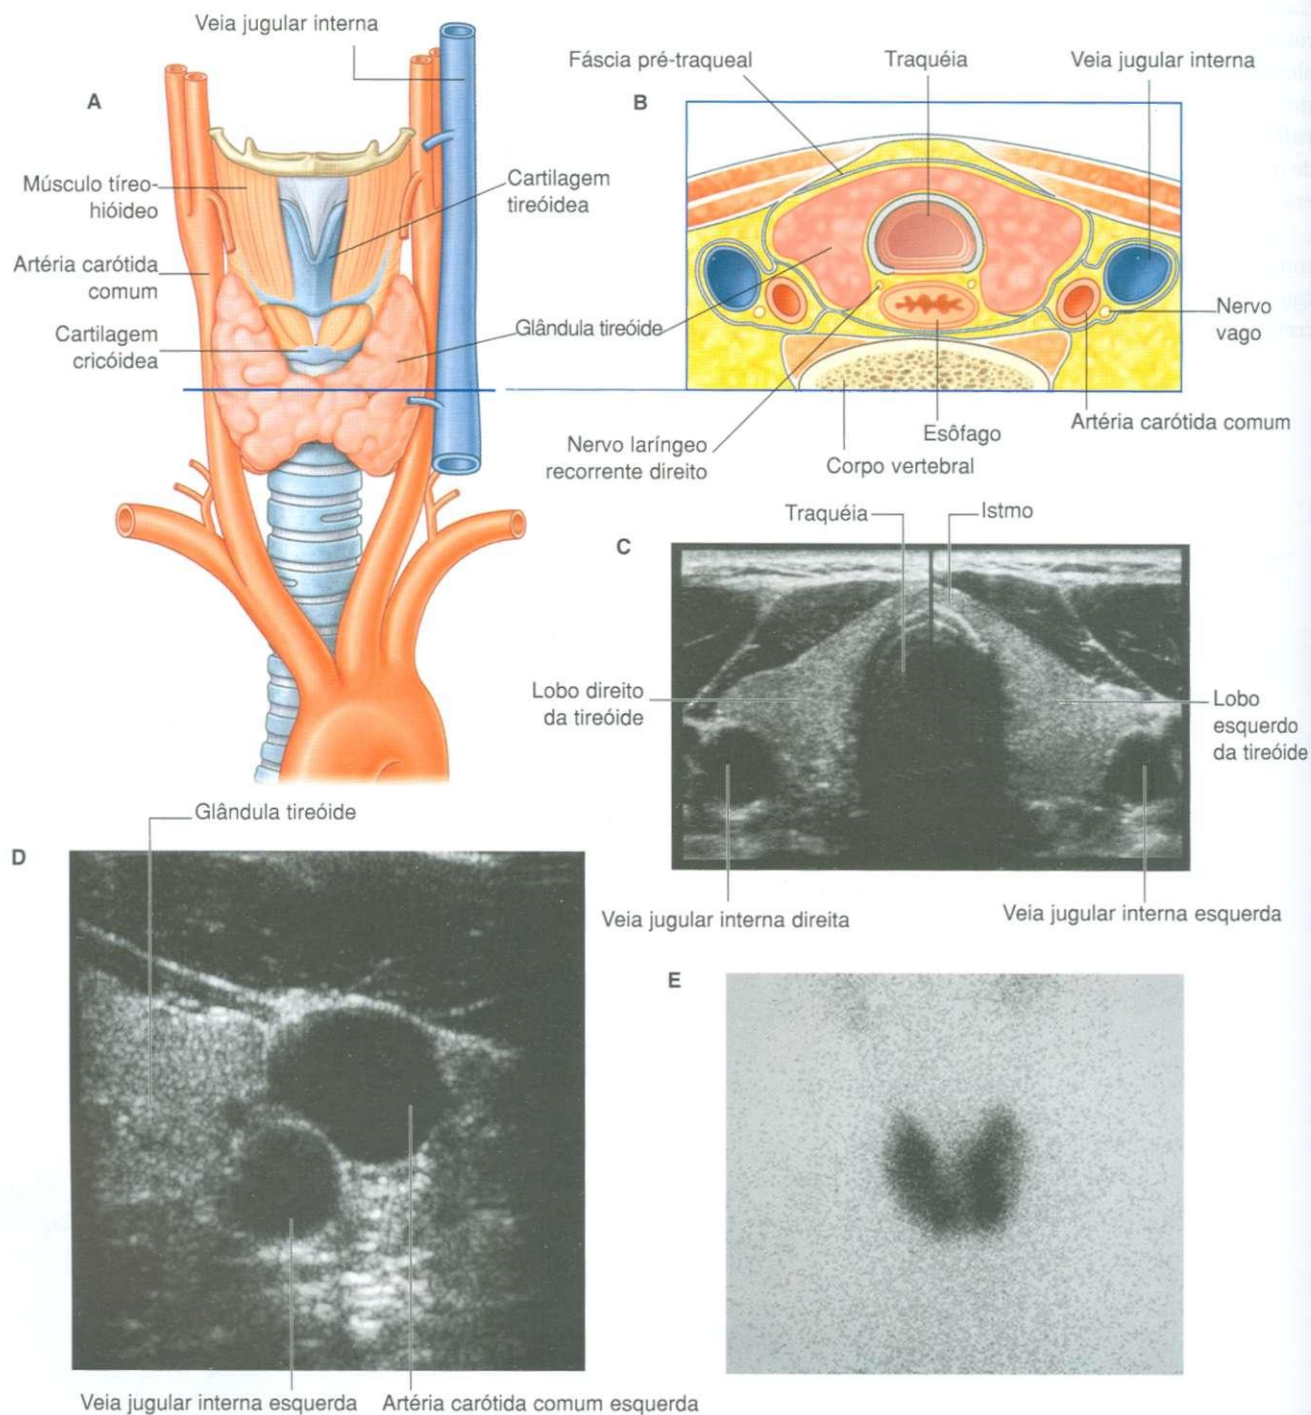 Veia jugular interna
A
Músculo tíreo-
hióideo
Artéria carótida
comum
Cartilagem
cricóidea
Cartilagem
tireóidea
Glândula tireóide
B
Fáscia pré-traqueal
Traquéia
Veia jugular interna
Nervo
vago
Artéria carótida comum
Esôfago
Corpo vertebral
Nervo laríngeo
recorrente direito
C
Traquéia
Istmo
Lobo direito
da tireóide
Lobo
esquerdo
da tireóide
Veia jugular interna direita
Veia jugular interna esquerda
D
Glândula tireóide
Veia jugular interna esquerda
Artéria carótida comum esquerda
E